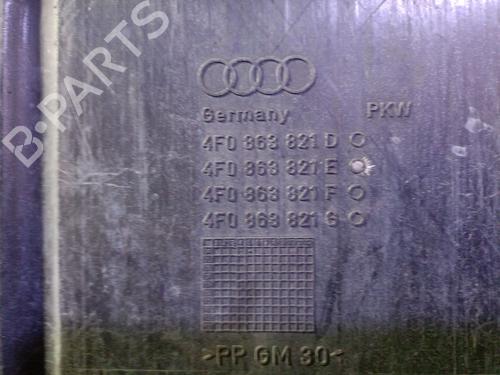 B-PARTS
Germany PKW
4F0 863 821 D
4F0 863 821 E
4F0 863 821 F
4F0 863 821 G
>PP GM 30<